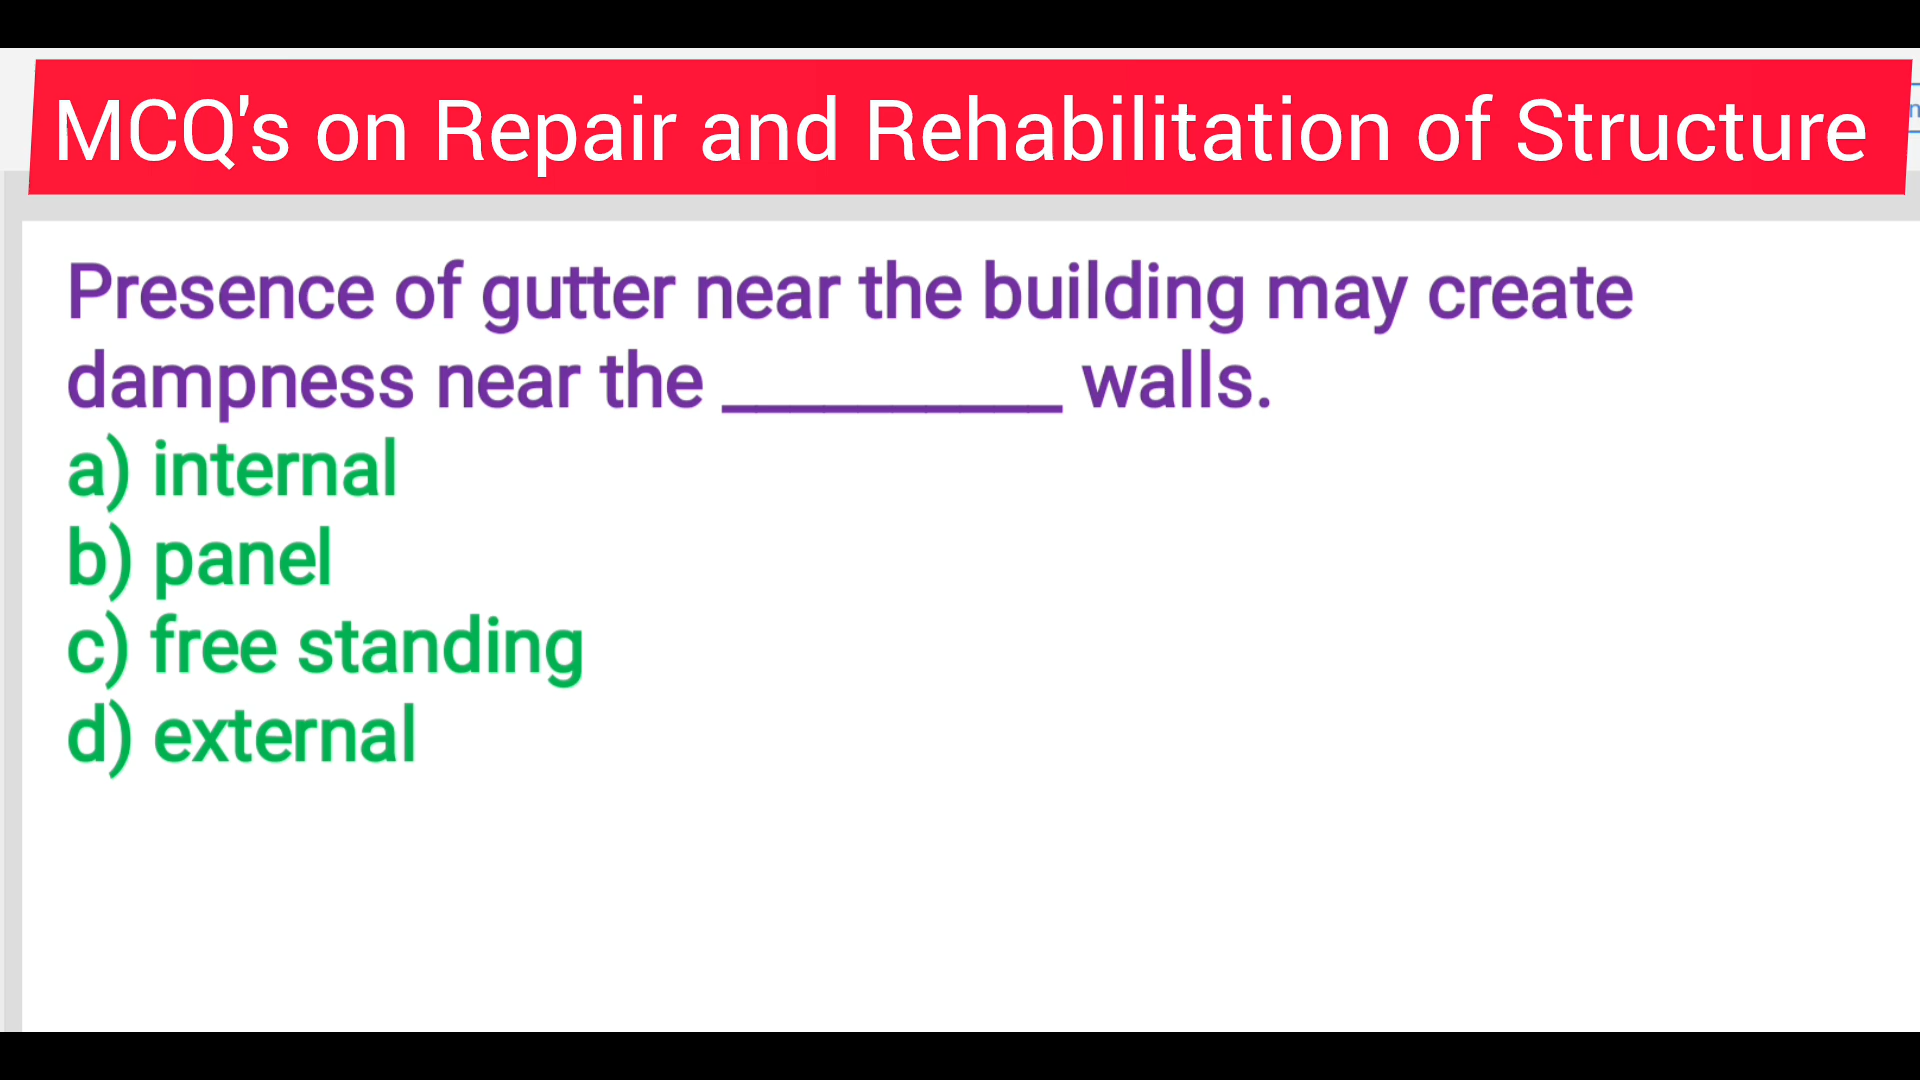 MCQ's on Repair and Rehabilitation of Structure
Presence of gutter near the building may create
dampness near the __________ walls.
a) internal
b) panel
c) free standing
d) external